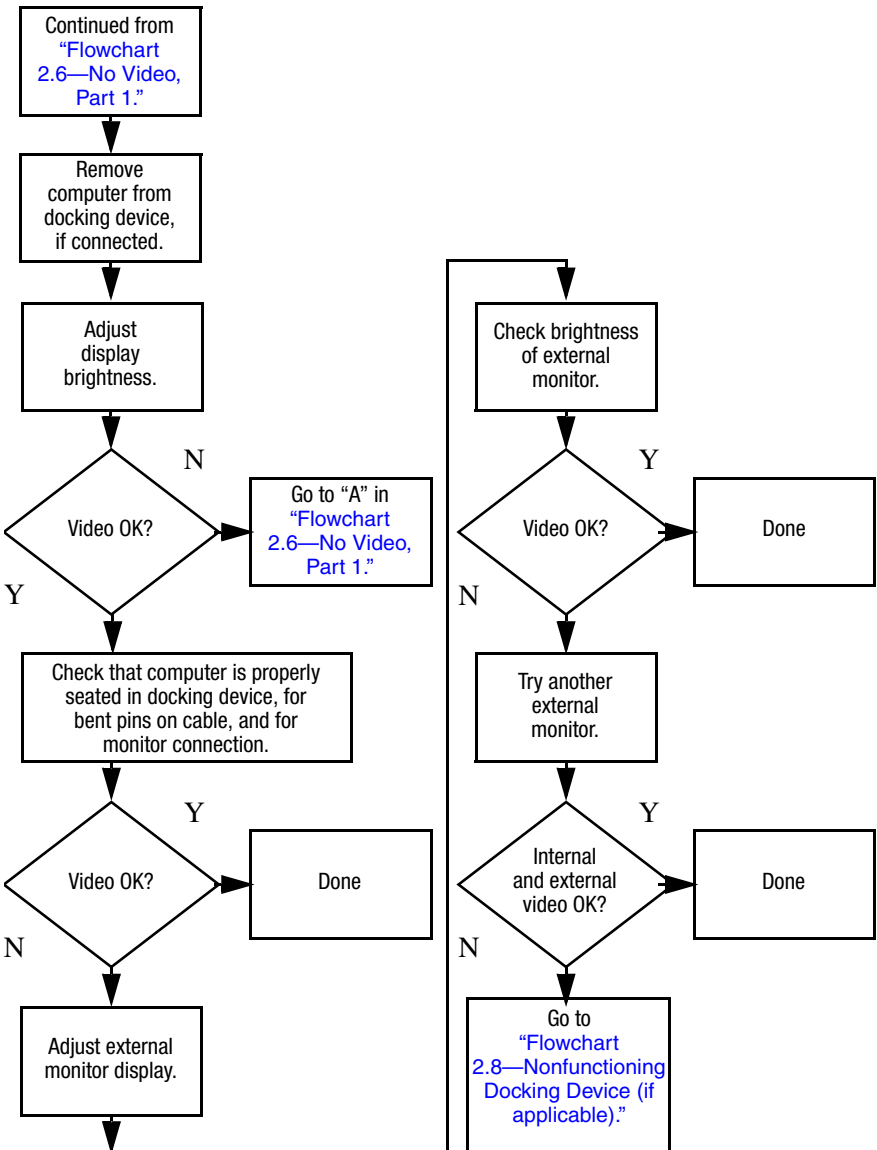 Continued from
“Flowchart
2.6—No Video,
Part 1.”
Remove
computer from
docking device,
if connected.
Adjust
display
brightness.
N
Video OK?
Go to “A” in
“Flowchart
2.6—No Video,
Part 1.”
Y
Check that computer is properly
seated in docking device, for
bent pins on cable, and for
monitor connection.
Y
Video OK?
Done
N
Adjust external
monitor display.
Check brightness
of external
monitor.
Y
Video OK?
Done
N
Try another
external
monitor.
Y
Internal
and external
video OK?
Done
N
Go to
“Flowchart
2.8—Nonfunctioning
Docking Device (if
applicable).”